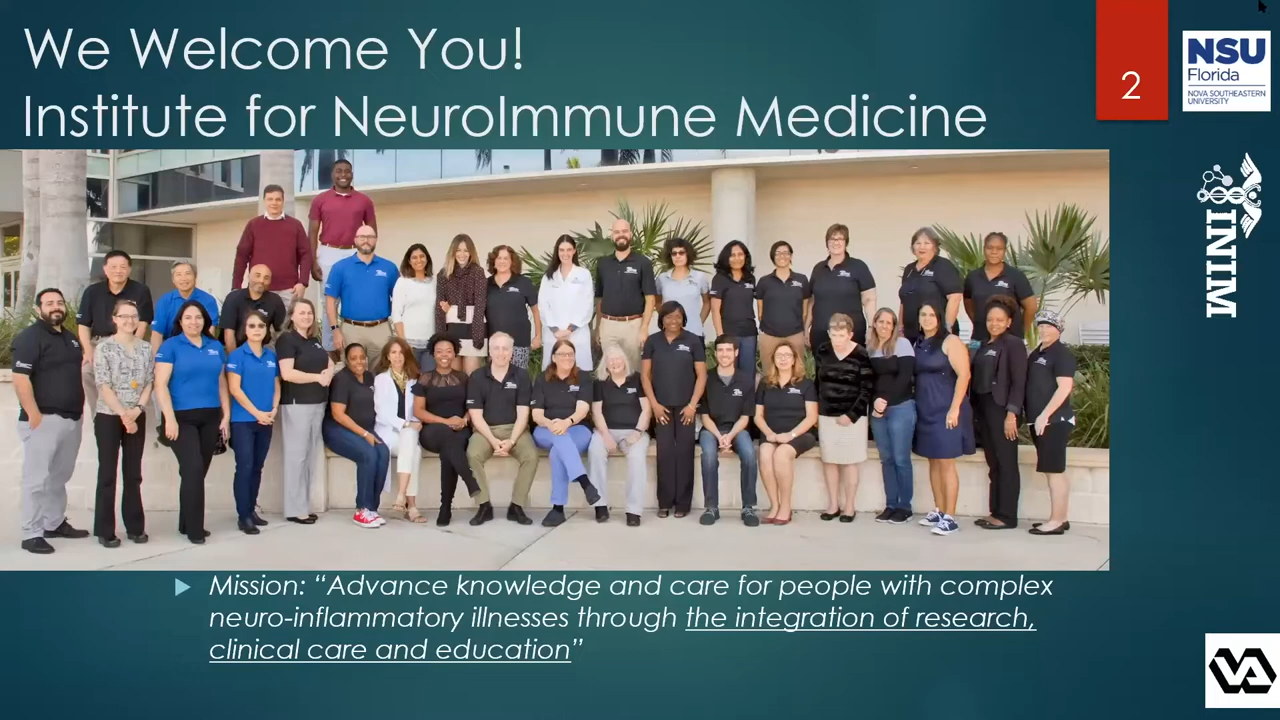 We Welcome You!
Institute for Neuroimmune Medicine
2
NSU
Florida
NOVA SOUTHEASTERN
UNIVERSITY
INIM
Mission: “Advance knowledge and care for people with complex
neuro-inflammatory illnesses through the integration of research,
clinical care and education”
VA